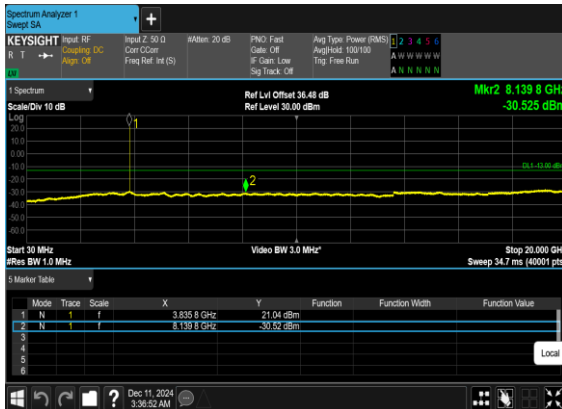 Spectrum Analyzer 1
Swept SA
+
KEYSIGHT
R T
Input: RF
Coupling: DC
Align: Off
Input Z: 50 Ω
Corr CCorr
Freq Ref: Int (S)
#Atten: 20 dB
PNO: Fast
Gate: Off
IF Gain: Low
Sig Track: Off
Avg Type: Power (RMS)
Avg|Hold: 100/100
Trig: Free Run
1 2 3 4 5 6
A W W W W W
A N N N N N
1 Spectrum
Scale/Div 10 dB
Ref Lvl Offset 36.48 dB
Ref Level 30.00 dBm
Mkr2 8.139 8 GHz
-30.525 dBm
Log
20.0
10.0
0.00
-10.0
-20.0
-30.0
-40.0
-50.0
-60.0
1
2
DL1 -13.00 dBm
Start 30 MHz
#Res BW 1.0 MHz
Video BW 3.0 MHz*
Stop 20.000 GHz
Sweep 34.7 ms (40001 pts)
5 Marker Table
Mode Trace Scale X Y Function Function Width Function Value
1 N 1 f 3.835 8 GHz 21.04 dBm
2 N 1 f 8.139 8 GHz -30.52 dBm
3
4
5
6
Local
?
Dec 11, 2024
3:36:52 AM